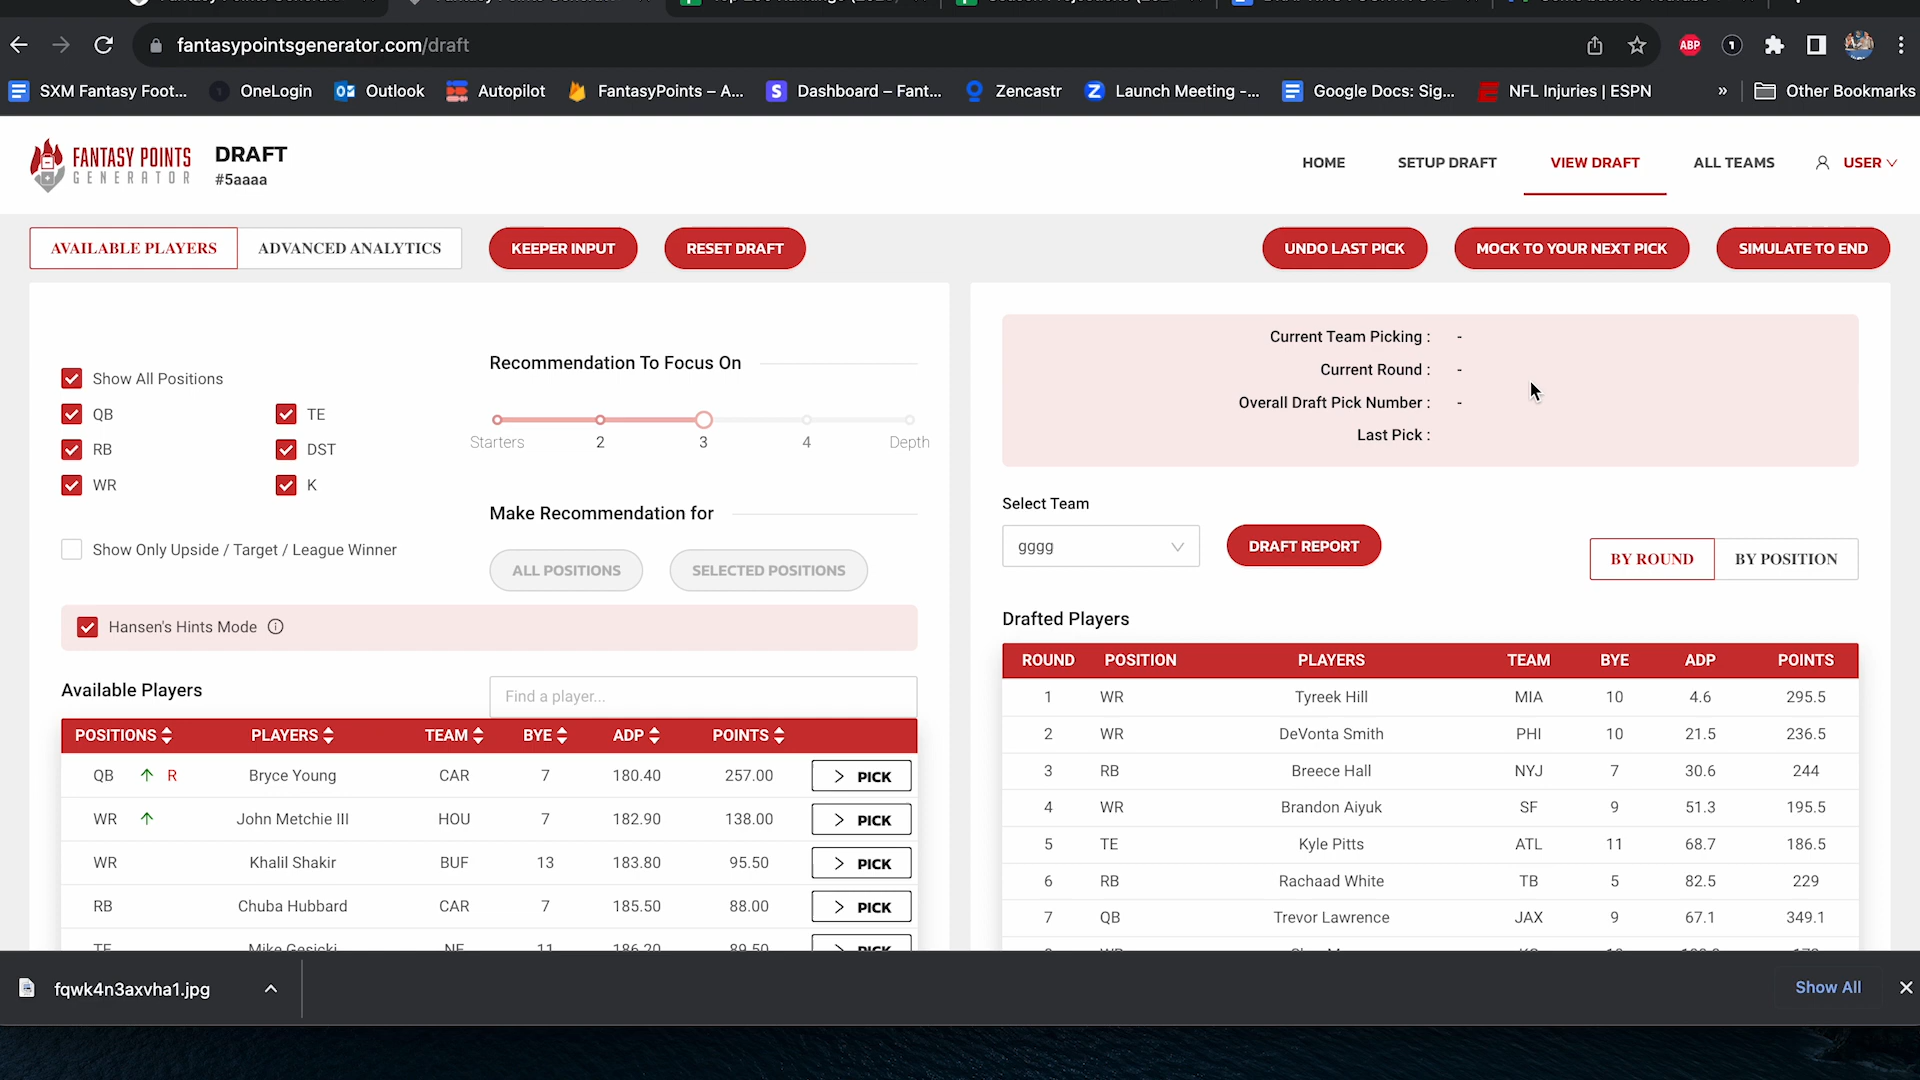 fantasypointsgenerator.com/draft
ABP
SXM Fantasy Foot...
OneLogin
Outlook
Autopilot
FantasyPoints – A...
Dashboard – Fant...
Zencastr
Launch Meeting -...
Google Docs: Sig...
NFL Injuries | ESPN
»
Other Bookmarks
FANTASY POINTS
GENERATOR
DRAFT
#5aaaa
HOME
SETUP DRAFT
VIEW DRAFT
ALL TEAMS
USER
AVAILABLE PLAYERS
ADVANCED ANALYTICS
KEEPER INPUT
RESET DRAFT
UNDO LAST PICK
MOCK TO YOUR NEXT PICK
SIMULATE TO END
Show All Positions
QB
TE
RB
DST
WR
K
Show Only Upside / Target / League Winner
Recommendation To Focus On
Starters 2 3 4 Depth
Make Recommendation for
ALL POSITIONS
SELECTED POSITIONS
Hansen's Hints Mode
Available Players
Find a player...
POSITIONS PLAYERS TEAM BYE ADP POINTS
QB R Bryce Young CAR 7 180.40 257.00 > PICK
WR John Metchie III HOU 7 182.90 138.00 > PICK
WR Khalil Shakir BUF 13 183.80 95.50 > PICK
RB Chuba Hubbard CAR 7 185.50 88.00 > PICK
TE Mike Gesicki NE 11 186.20 89.50 > PICK
Current Team Picking : -
Current Round : -
Overall Draft Pick Number : -
Last Pick :
Select Team
gggg
DRAFT REPORT
BY ROUND
BY POSITION
Drafted Players
ROUND POSITION PLAYERS TEAM BYE ADP POINTS
1 WR Tyreek Hill MIA 10 4.6 295.5
2 WR DeVonta Smith PHI 10 21.5 236.5
3 RB Breece Hall NYJ 7 30.6 244
4 WR Brandon Aiyuk SF 9 51.3 195.5
5 TE Kyle Pitts ATL 11 68.7 186.5
6 RB Rachaad White TB 5 82.5 229
7 QB Trevor Lawrence JAX 9 67.1 349.1
fqwk4n3axvha1.jpg
Show All